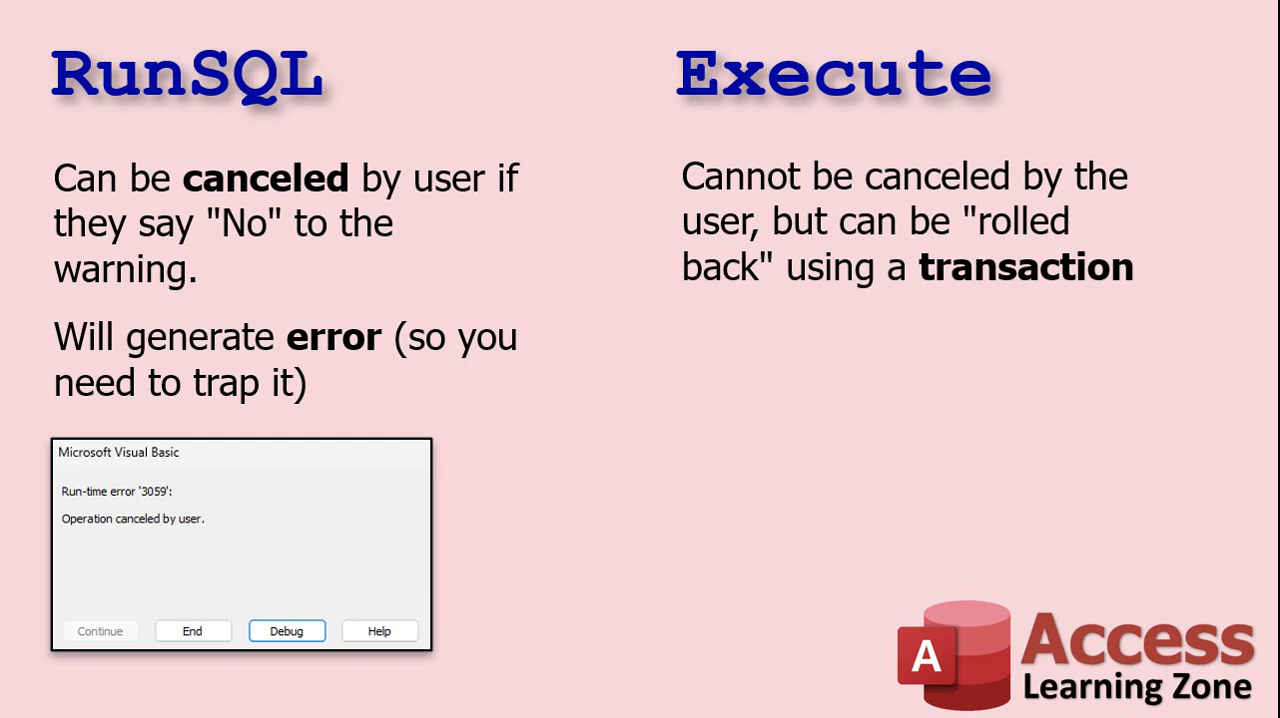 RunSQL
Can be canceled by user if
they say "No" to the
warning.
Will generate error (so you
need to trap it)
Microsoft Visual Basic
Run-time error '3059':
Operation canceled by user.
Continue End Debug Help
Execute
Cannot be canceled by the
user, but can be "rolled
back" using a transaction
A
Access
Learning Zone